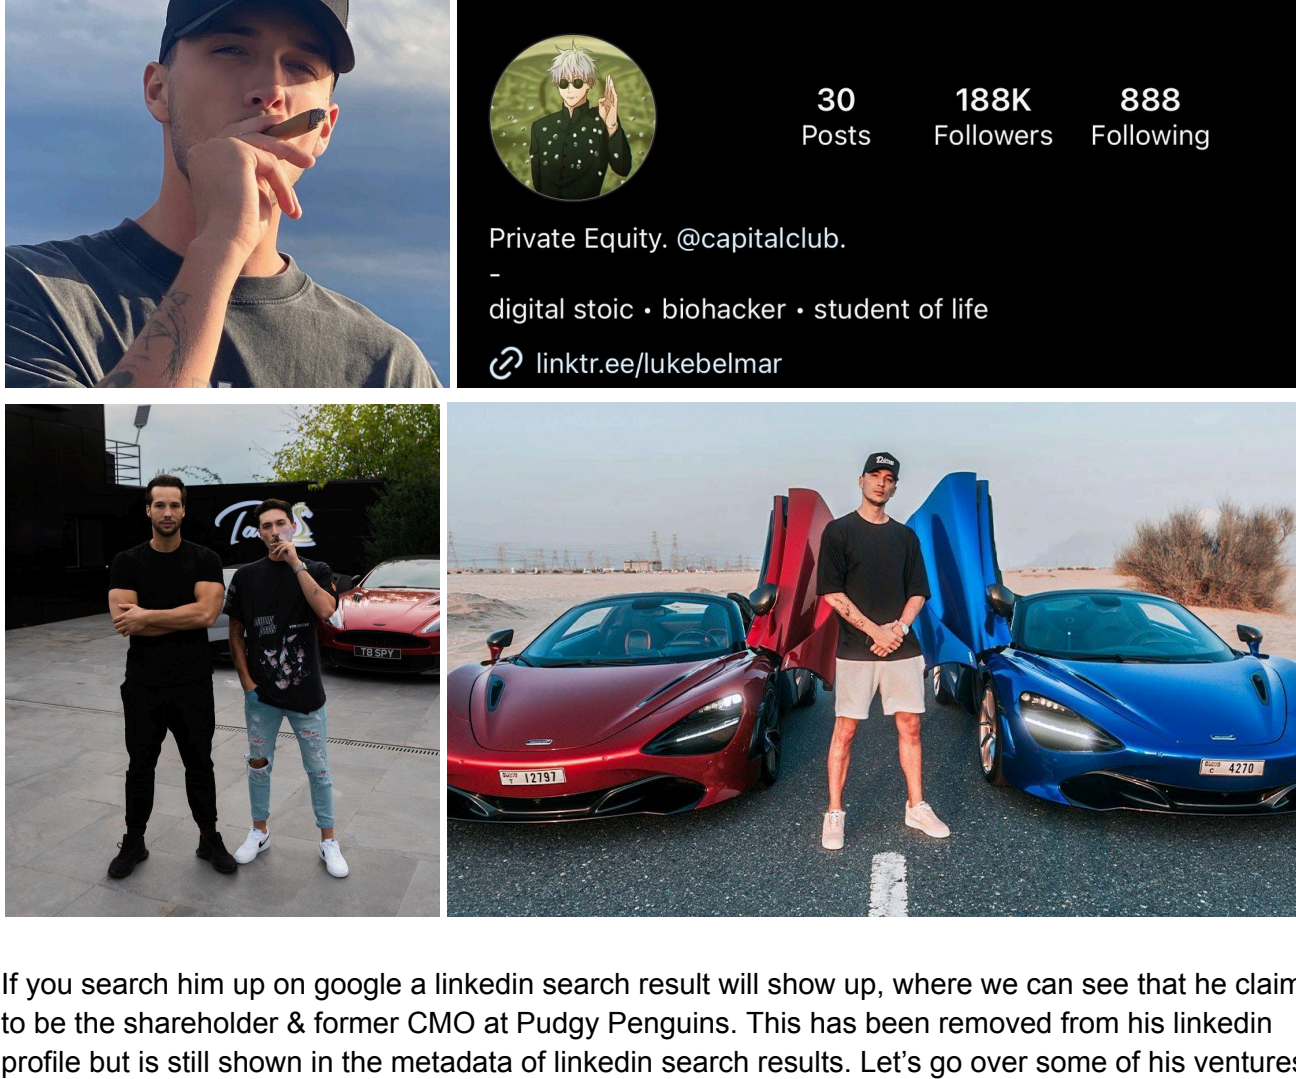 30
188K
888
Posts
Followers
Following
Private Equity. @capitalclub.
-
digital stoic • biohacker • student of life
linktr.ee/lukebelmar
Ta
T8 SPY
12797
4270
If you search him up on google a linkedin search result will show up, where we can see that he claim
to be the shareholder & former CMO at Pudgy Penguins. This has been removed from his linkedin
profile but is still shown in the metadata of linkedin search results. Let's go over some of his ventures